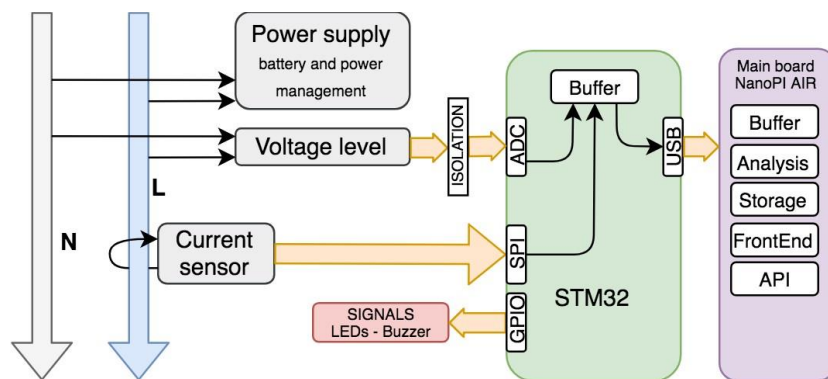 Power supply
battery and power
management
Voltage level
L
N
Current
sensor
ISOLATION
ADC
Buffer
USB
SPI
STM32
GPIO
SIGNALS
LEDs - Buzzer
Main board
NanoPI AIR
Buffer
Analysis
Storage
FrontEnd
API